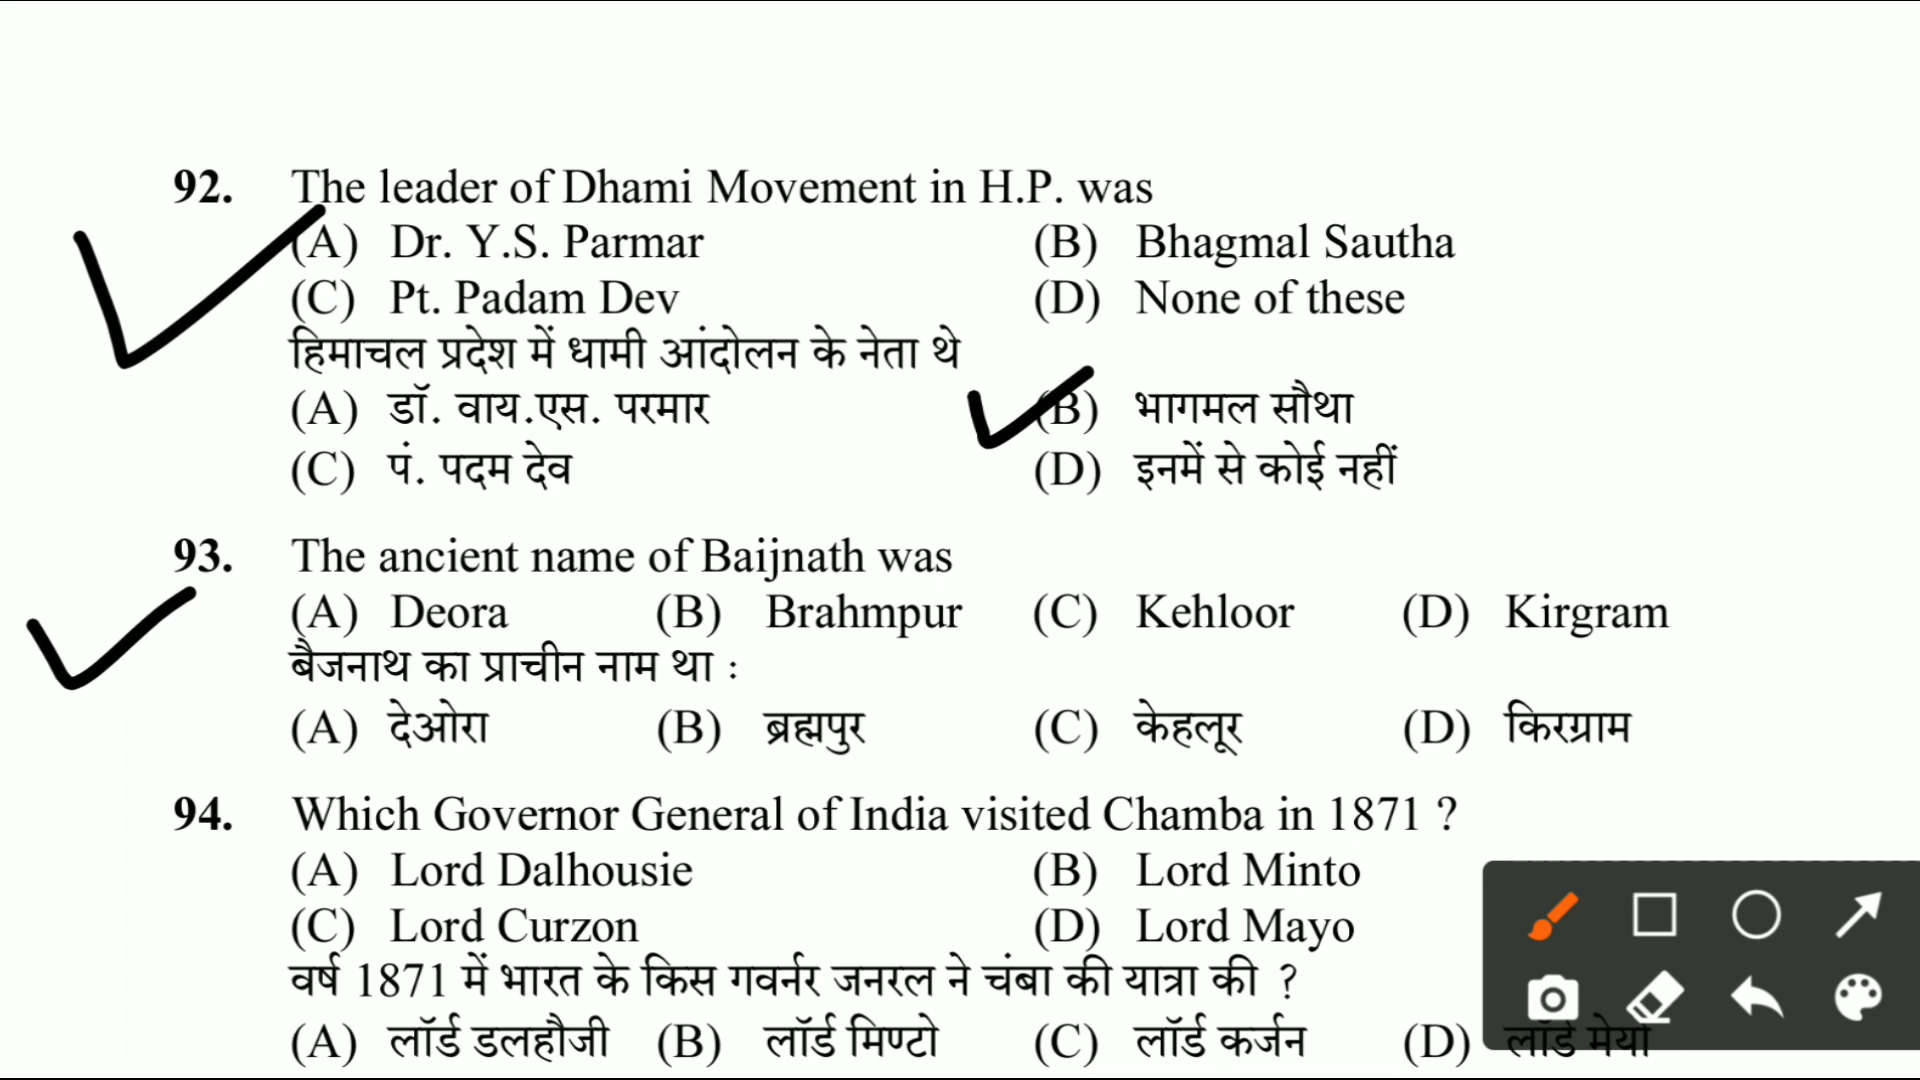 92. The leader of Dhami Movement in H.P. was
(A) Dr. Y.S. Parmar (B) Bhagmal Sautha
(C) Pt. Padam Dev (D) None of these
हिमाचल प्रदेश में धामी आंदोलन के नेता थे
(A) डॉ. वाय.एस. परमार (B) भागमल सौथा
(C) पं. पदम देव (D) इनमें से कोई नहीं
93. The ancient name of Baijnath was
(A) Deora (B) Brahmpur (C) Kehloor (D) Kirgram
बैजनाथ का प्राचीन नाम था :
(A) देओरा (B) ब्रह्मपुर (C) केहलूर (D) किरग्राम
94. Which Governor General of India visited Chamba in 1871 ?
(A) Lord Dalhousie (B) Lord Minto
(C) Lord Curzon (D) Lord Mayo
वर्ष 1871 में भारत के किस गवर्नर जनरल ने चंबा की यात्रा की ?
(A) लॉर्ड डलहौजी (B) लॉर्ड मिण्टो (C) लॉर्ड कर्जन (D) लॉर्ड मेयो